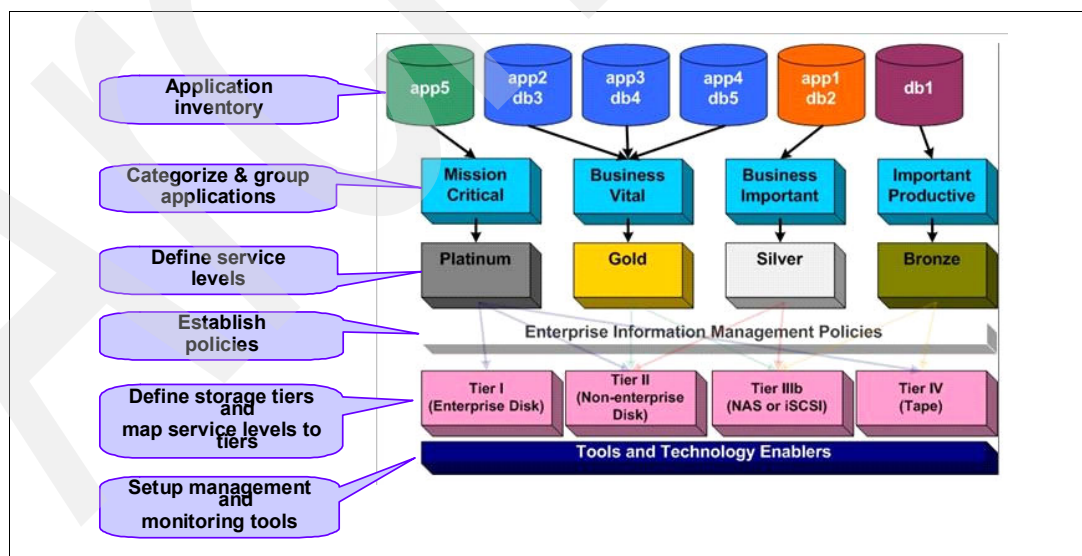 Application
inventory
app5
app2
db3
app3
db4
app4
db5
app1
db2
db1
Categorize & group
applications
Mission
Critical
Business
Vital
Business
Important
Important
Productive
Define service
levels
Platinum
Gold
Silver
Bronze
Establish
policies
Enterprise Information Management Policies
Define storage tiers
and
map service levels to
tiers
Tier I
(Enterprise Disk)
Tier II
(Non-enterprise
Disk)
Tier IIIb
(NAS or iSCSI)
Tier IV
(Tape)
Tools and Technology Enablers
Setup management
and
monitoring tools